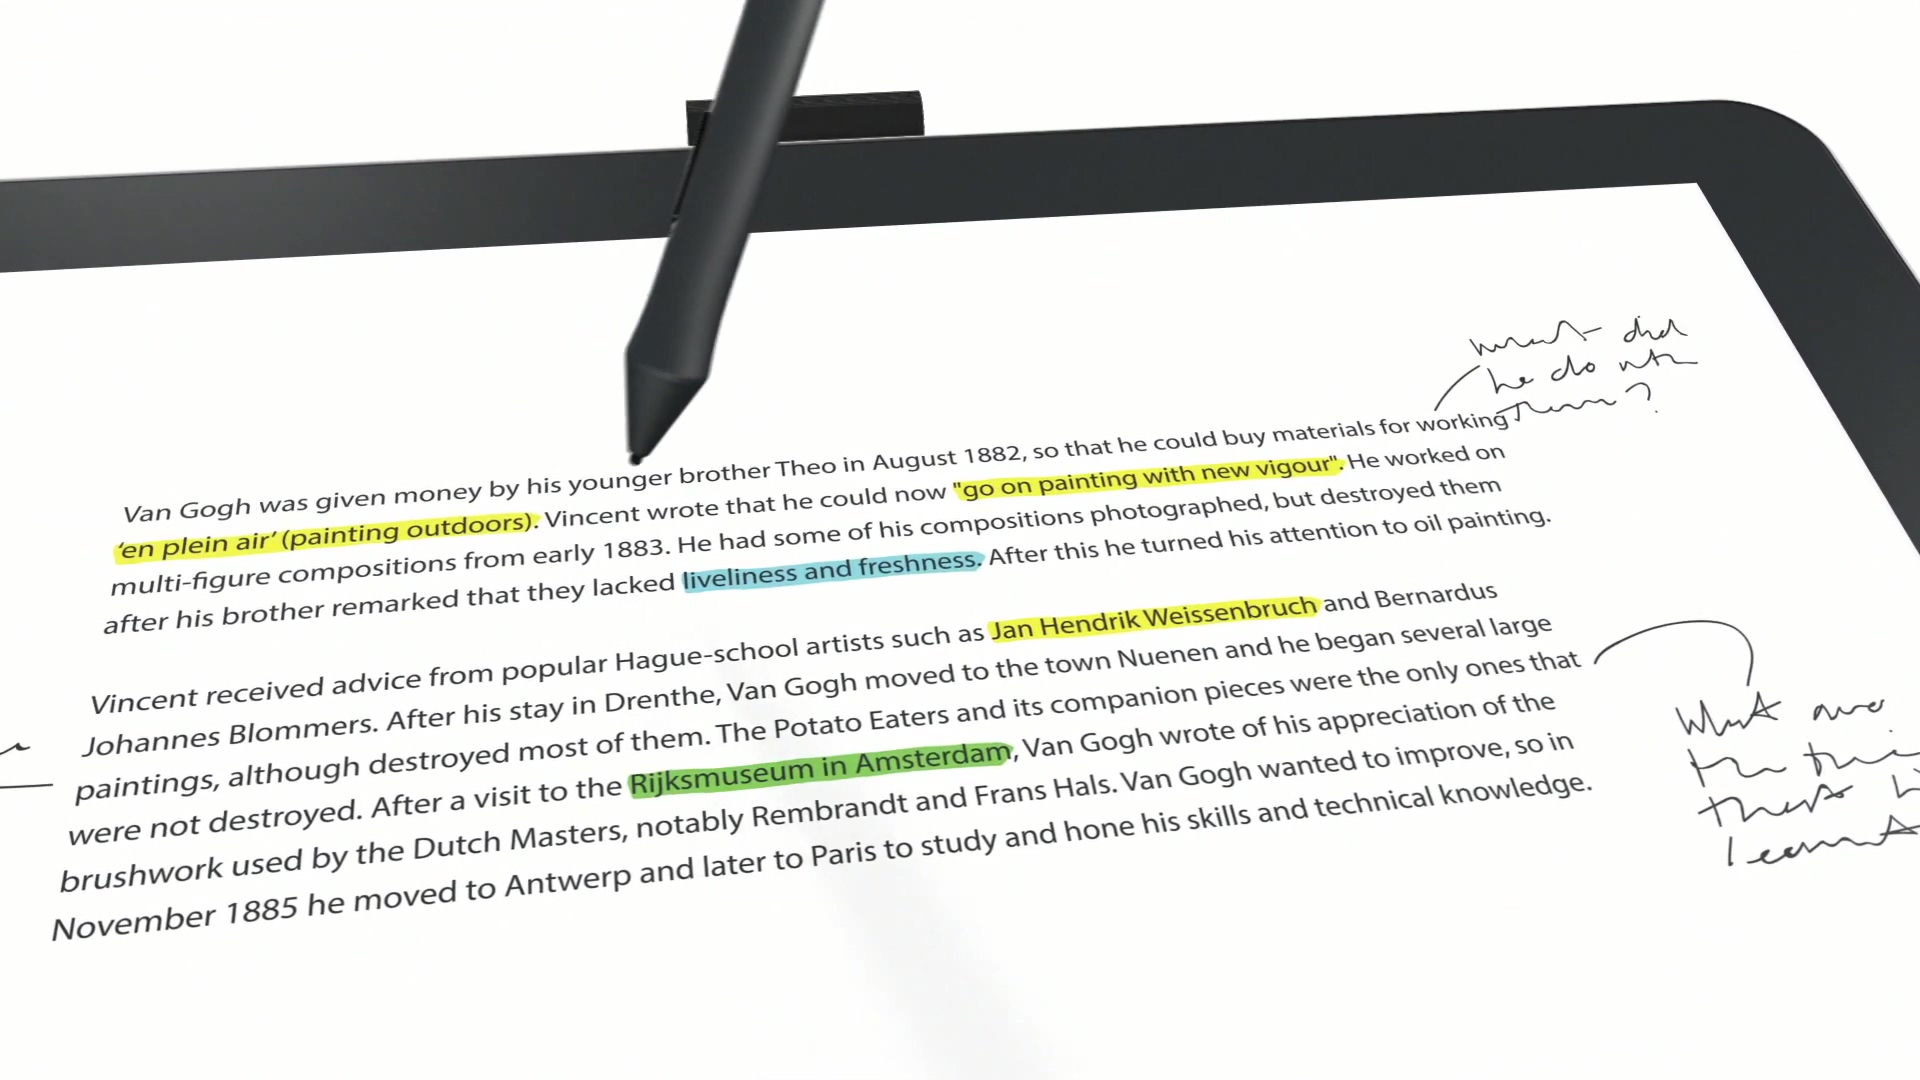 what did
he do with
them?
Van Gogh was given money by his younger brother Theo in August 1882, so that he could buy materials for working
'en plein air' (painting outdoors). Vincent wrote that he could now "go on painting with new vigour". He worked on
multi-figure compositions from early 1883. He had some of his compositions photographed, but destroyed them
after his brother remarked that they lacked liveliness and freshness. After this he turned his attention to oil painting.
Vincent received advice from popular Hague-school artists such as Jan Hendrik Weissenbruch and Bernardus
Johannes Blommers. After his stay in Drenthe, Van Gogh moved to the town Nuenen and he began several large
paintings, although destroyed most of them. The Potato Eaters and its companion pieces were the only ones that
were not destroyed. After a visit to the Rijksmuseum in Amsterdam, Van Gogh wrote of his appreciation of the
brushwork used by the Dutch Masters, notably Rembrandt and Frans Hals. Van Gogh wanted to improve, so in
November 1885 he moved to Antwerp and later to Paris to study and hone his skills and technical knowledge.
What are
the
that
learnt